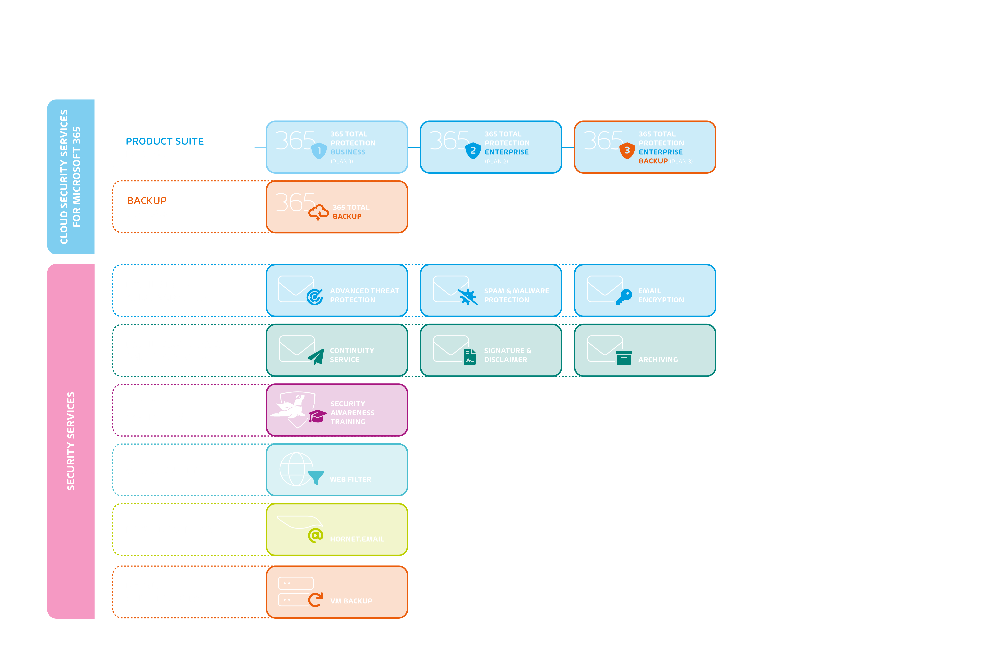 CLOUD SECURITY SERVICES
FOR MICROSOFT 365
PRODUCT SUITE
365
1
365 TOTAL
PROTECTION
BUSINESS
(PLAN 1)
365
2
365 TOTAL
PROTECTION
ENTERPRISE
(PLAN 2)
365
3
365 TOTAL
PROTECTION
ENTERPRISE
BACKUP (PLAN 3)
BACKUP
365
365 TOTAL
BACKUP
SECURITY SERVICES
ADVANCED THREAT
PROTECTION
SPAM & MALWARE
PROTECTION
EMAIL
ENCRYPTION
CONTINUITY
SERVICE
SIGNATURE &
DISCLAIMER
ARCHIVING
SECURITY
AWARENESS
TRAINING
WEB FILTER
@
HORNET.EMAIL
VM BACKUP